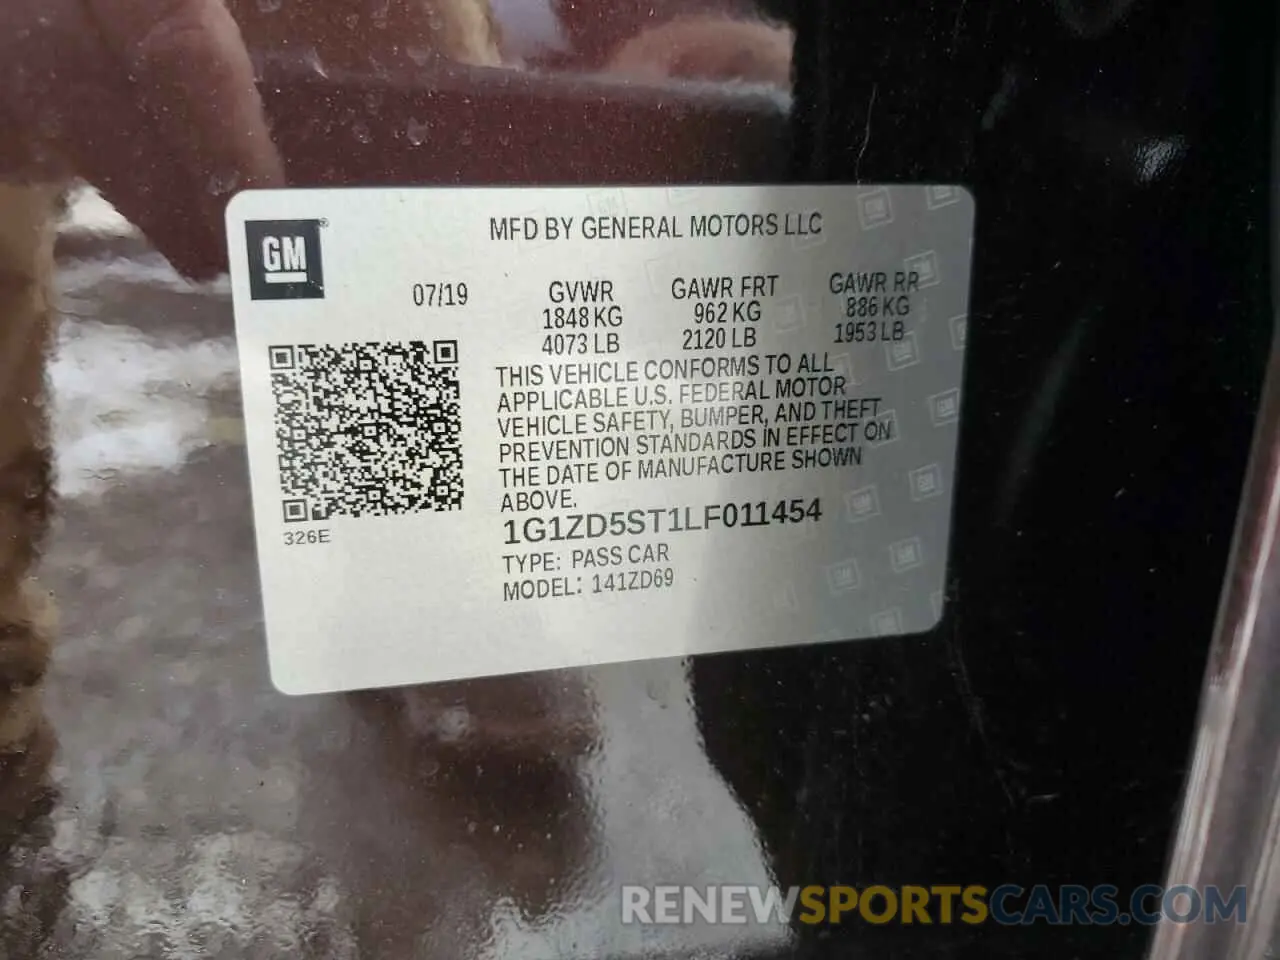 GM ®
MFD BY GENERAL MOTORS LLC
07/19 GVWR GAWR FRT GAWR RR
1848 KG 962 KG 886 KG
4073 LB 2120 LB 1953 LB
THIS VEHICLE CONFORMS TO ALL
APPLICABLE U.S. FEDERAL MOTOR
VEHICLE SAFETY, BUMPER, AND THEFT
PREVENTION STANDARDS IN EFFECT ON
THE DATE OF MANUFACTURE SHOWN
ABOVE.
326E
1G1ZD5ST1LF011454
TYPE: PASS CAR
MODEL: 141ZD69
RENEWSPORTSCARS.COM